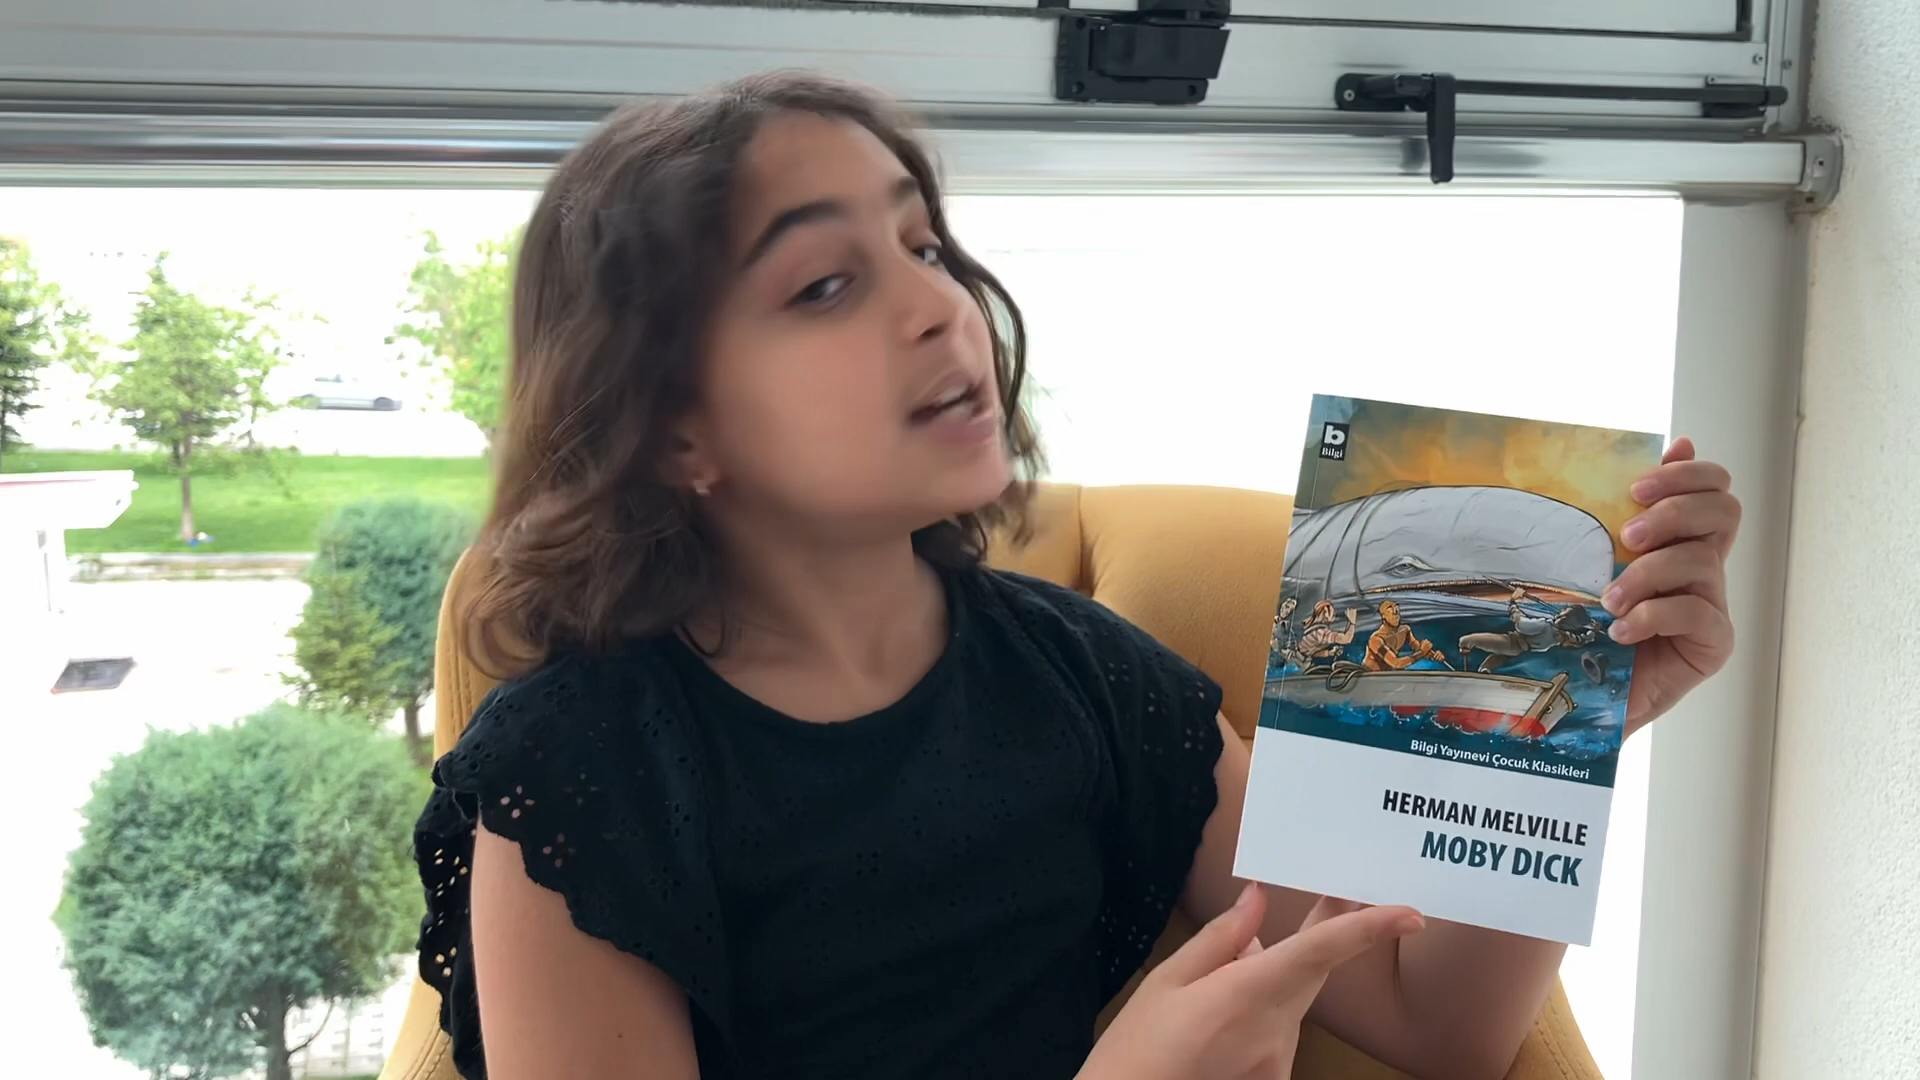 b
Bilgi
Bilgi Yayınevi Çocuk Klasikleri
HERMAN MELVILLE
MOBY DICK